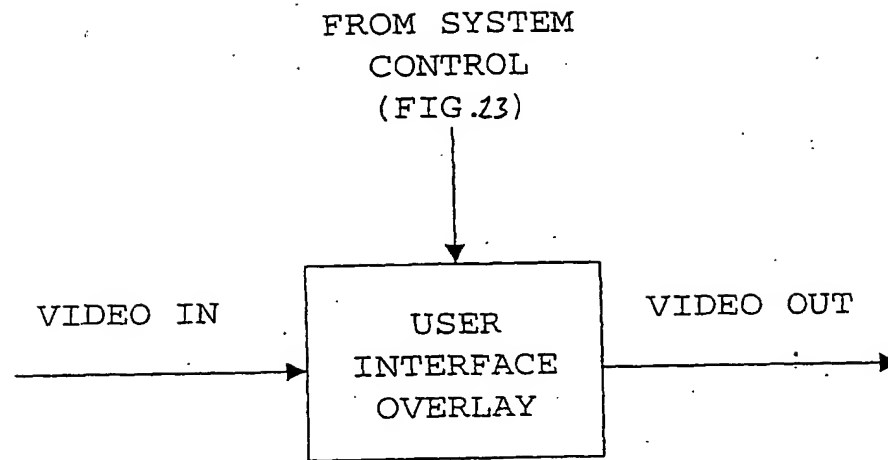 FROM SYSTEM
CONTROL
(FIG.23)
VIDEO IN
USER
INTERFACE
OVERLAY
VIDEO OUT